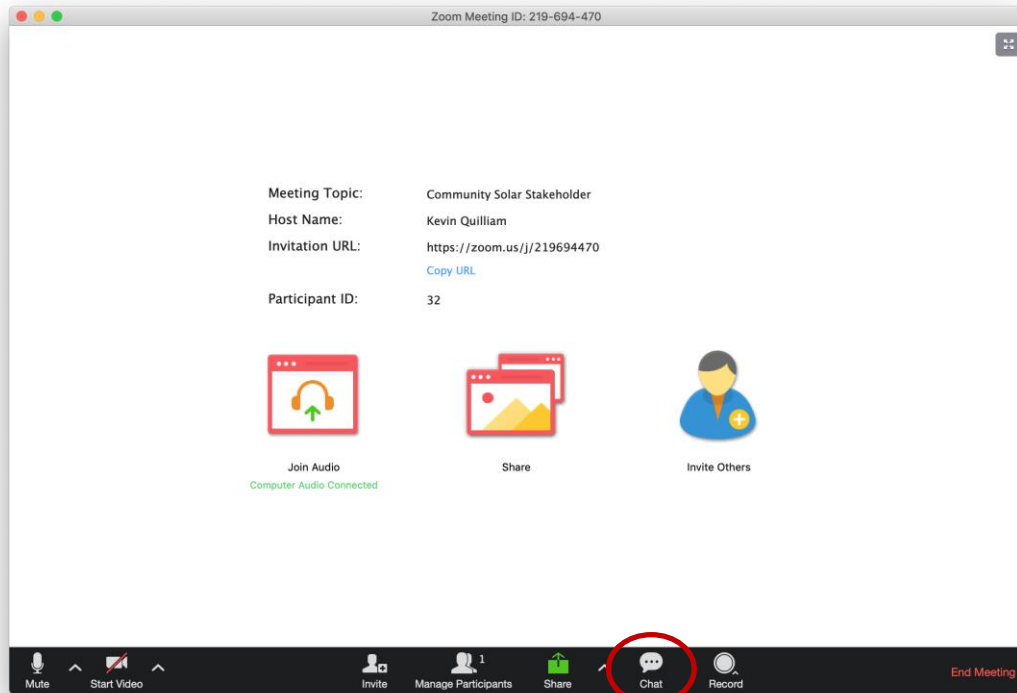 Zoom Meeting ID: 219-694-470
Meeting Topic: Community Solar Stakeholder
Host Name: Kevin Quilliam
Invitation URL: https://zoom.us/j/219694470
Copy URL
Participant ID: 32
Join Audio Share Invite Others
Computer Audio Connected
1
Mute Start Video Invite Manage Participants Share Chat Record End Meeting